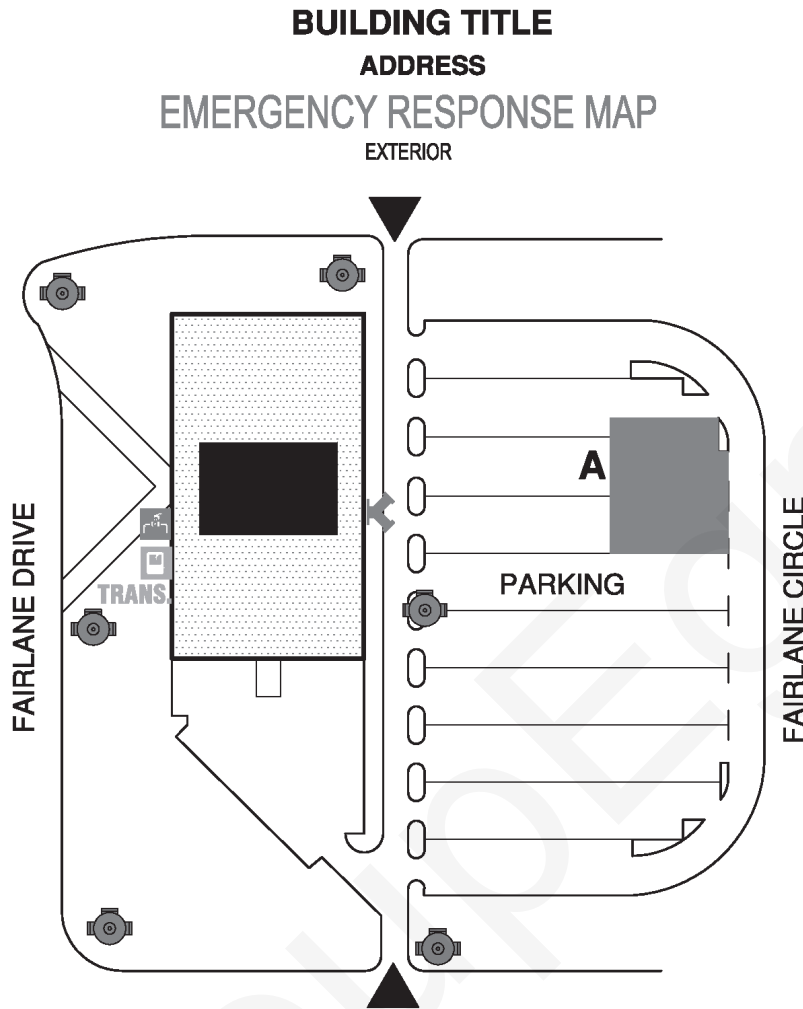 BUILDING TITLE
ADDRESS
EMERGENCY RESPONSE MAP
EXTERIOR
A
FAIRLANE DRIVE
TRANS.
PARKING
FAIRLANE CIRCLE